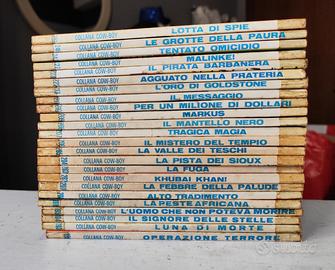 COLLANA COW-BOY LOTTA DI SPIE
COLLANA COW-BOY LE GROTTE DELLA PAURA
COLLANA COW-BOY TENTATO OMICIDIO
COLLANA COW-BOY MALINKE!
COLLANA COW-BOY IL PIRATA BARBANERA
COLLANA COW-BOY AGGUATO NELLA PRATERIA
COLLANA COW-BOY L'ORO DI GOLDSTONE
COLLANA COW-BOY IL MESSAGGIO
COLLANA COW-BOY PER UN MILIONE DI DOLLARI
COLLANA COW-BOY MARKUS
COLLANA COW-BOY IL MANTELLO NERO
COLLANA COW-BOY TRAGICA MAGIA
COLLANA COW-BOY IL MISTERO DEL TEMPIO
COLLANA COW-BOY LA VALLE DEI TESCHI
COLLANA COW-BOY LA PISTA DEI SIOUX
COLLANA COW-BOY LA FUGA
COLLANA COW-BOY KHUBAI KHAN!
COLLANA COW-BOY LA FEBBRE DELLA PALUDE
COLLANA COW-BOY ALTO TRADIMENTO
COLLANA COW-BOY LA PESTE AFRICANA
COLLANA COW-BOY L'UOMO CHE NON POTEVA MORIRE
COLLANA COW-BOY IL SIGNORE DELLE STELLE
COLLANA COW-BOY LUNA DI MORTE
COLLANA COW-BOY OPERAZIONE TERRORE